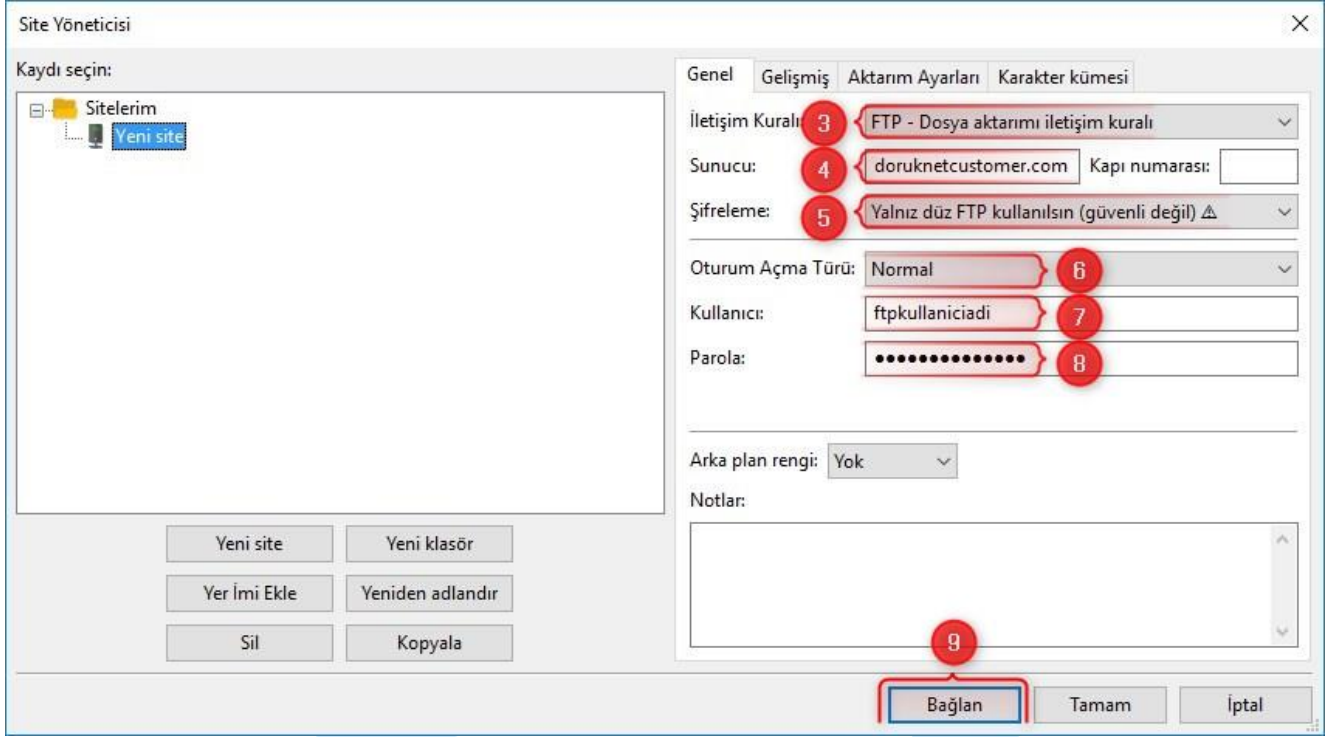 Site Yöneticisi
Kaydı seçin:
Sitelerim
Yeni site
Yeni site
Yeni klasör
Yer İmi Ekle
Yeniden adlandır
Sil
Kopyala
Genel Gelişmiş Aktarım Ayarları Karakter kümesi
İletişim Kuralı: 3 FTP - Dosya aktarımı iletişim kuralı
Sunucu: 4 doruknetcustomer.com Kapı numarası:
Şifreleme: 5 Yalnız düz FTP kullanılsın (güvenli değil) ⚠
Oturum Açma Türü: Normal 6
Kullanıcı: ftpkullaniciadi 7
Parola: ●●●●●●●●●●●●●● 8
Arka plan rengi: Yok
Notlar:
9
Bağlan Tamam İptal